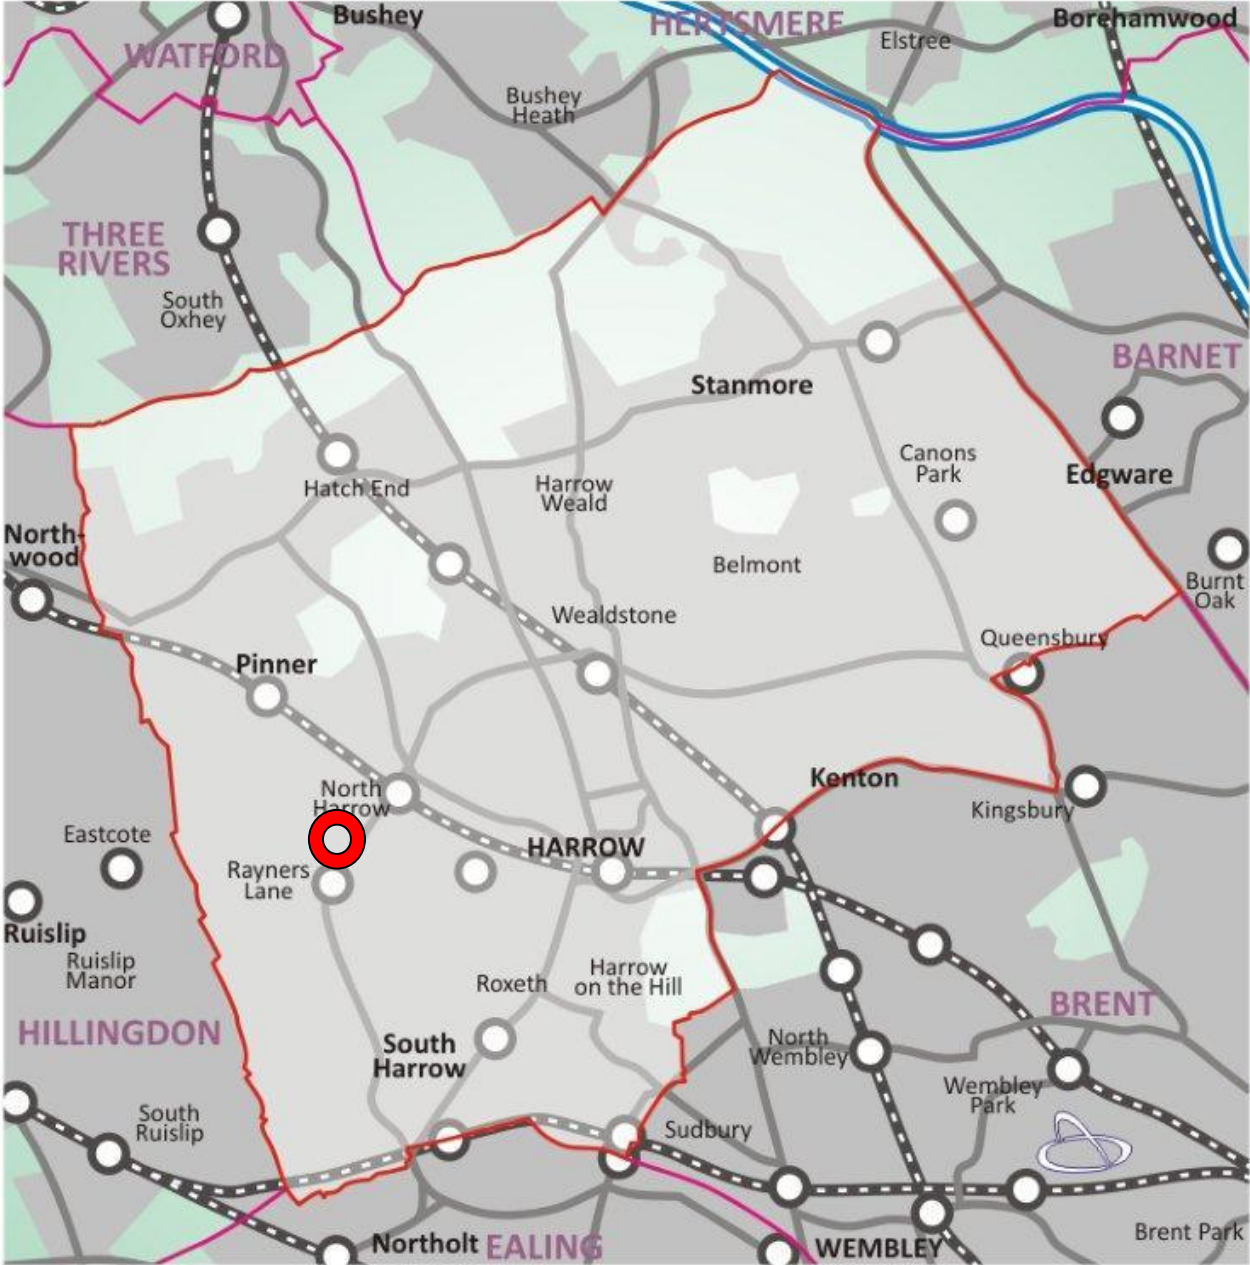 Bushey
HERTSMERE
Borehamwood
WATFORD
Elstree
Bushey
Heath
THREE
RIVERS
South
Oxhey
BARNET
Stanmore
Canons
Park
Edgware
Hatch End
Harrow
Weald
North-
wood
Belmont
Burnt
Oak
Wealdstone
Queensbury
Pinner
Kenton
North
Harrow
Kingsbury
Eastcote
HARROW
Rayners
Lane
Ruislip
Ruislip
Manor
Roxeth
Harrow
on the Hill
BRENT
HILLINGDON
South
Harrow
North
Wembley
Wembley
Park
South
Ruislip
Sudbury
Northolt
EALING
WEMBLEY
Brent Park